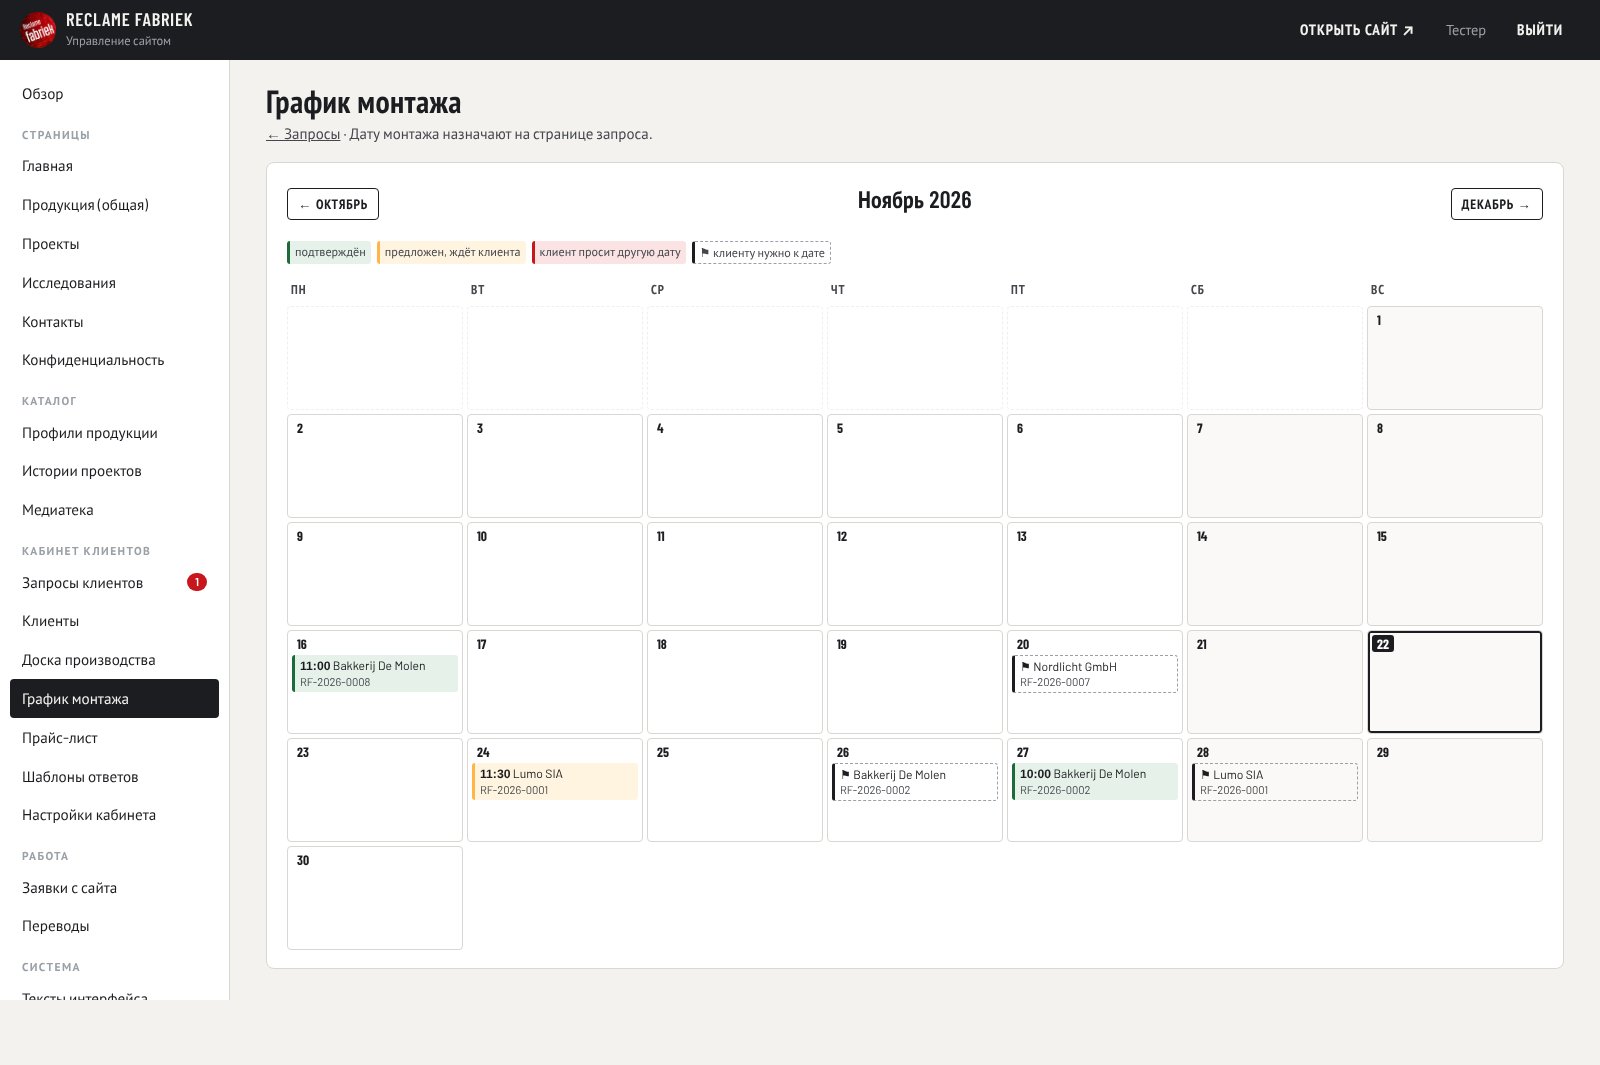 Reclame fabriek
RECLAME FABRIEK
Управление сайтом
ОТКРЫТЬ САЙТ ↗
Тестер
ВЫЙТИ
Обзор
СТРАНИЦЫ
Главная
Продукция (общая)
Проекты
Исследования
Контакты
Конфиденциальность
КАТАЛОГ
Профили продукции
Истории проектов
Медиатека
КАБИНЕТ КЛИЕНТОВ
Запросы клиентов 1
Клиенты
Доска производства
График монтажа
Прайс-лист
Шаблоны ответов
Настройки кабинета
РАБОТА
Заявки с сайта
Переводы
СИСТЕМА
Тексты интерфейса
График монтажа
← Запросы · Дату монтажа назначают на странице запроса.
← ОКТЯБРЬ
Ноябрь 2026
ДЕКАБРЬ →
подтверждён
предложен, ждёт клиента
клиент просит другую дату
⚑ клиенту нужно к дате
ПН ВТ СР ЧТ ПТ СБ ВС
1
2 3 4 5 6 7 8
9 10 11 12 13 14 15
16
11:00 Bakkerij De Molen
RF-2026-0008
17 18 19
20
⚑ Nordlicht GmbH
RF-2026-0007
21 22
23
24
11:30 Lumo SIA
RF-2026-0001
25
26
⚑ Bakkerij De Molen
RF-2026-0002
27
10:00 Bakkerij De Molen
RF-2026-0002
28
⚑ Lumo SIA
RF-2026-0001
29
30